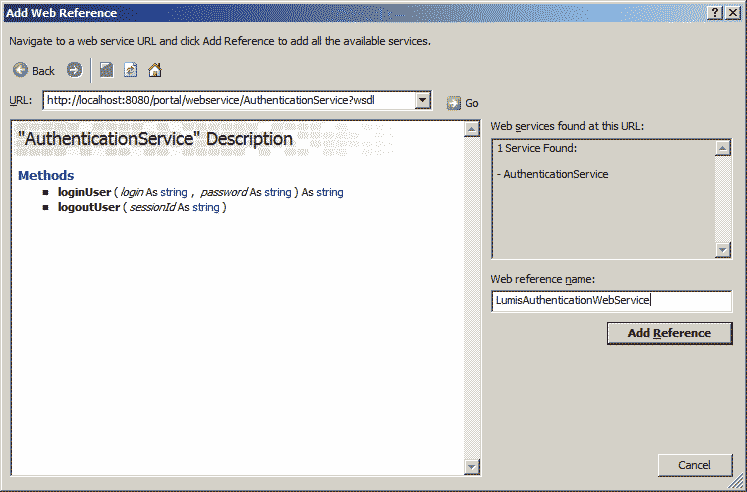 Add Web Reference
Navigate to a web service URL and click Add Reference to add all the available services.
Back
URL: http://localhost:8080/portal/webservice/AuthenticationService?wsdl Go
"AuthenticationService" Description
Methods
loginUser ( login As string , password As string ) As string
logoutUser ( sessionId As string )
Web services found at this URL:
1 Service Found:
- AuthenticationService
Web reference name:
LumisAuthenticationWebService
Add Reference
Cancel